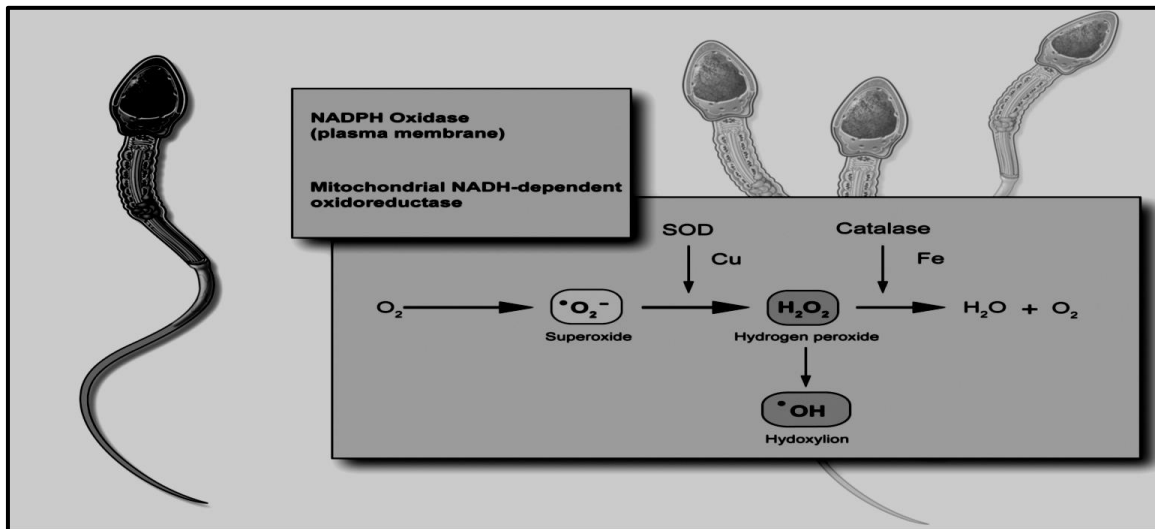 NADPH Oxidase
(plasma membrane)
Mitochondrial NADH-dependent
oxidoreductase
SOD
Catalase
Cu
Fe
O₂
•O₂⁻
H₂O₂
H₂O + O₂
Superoxide
Hydrogen peroxide
•OH
Hydoxylion